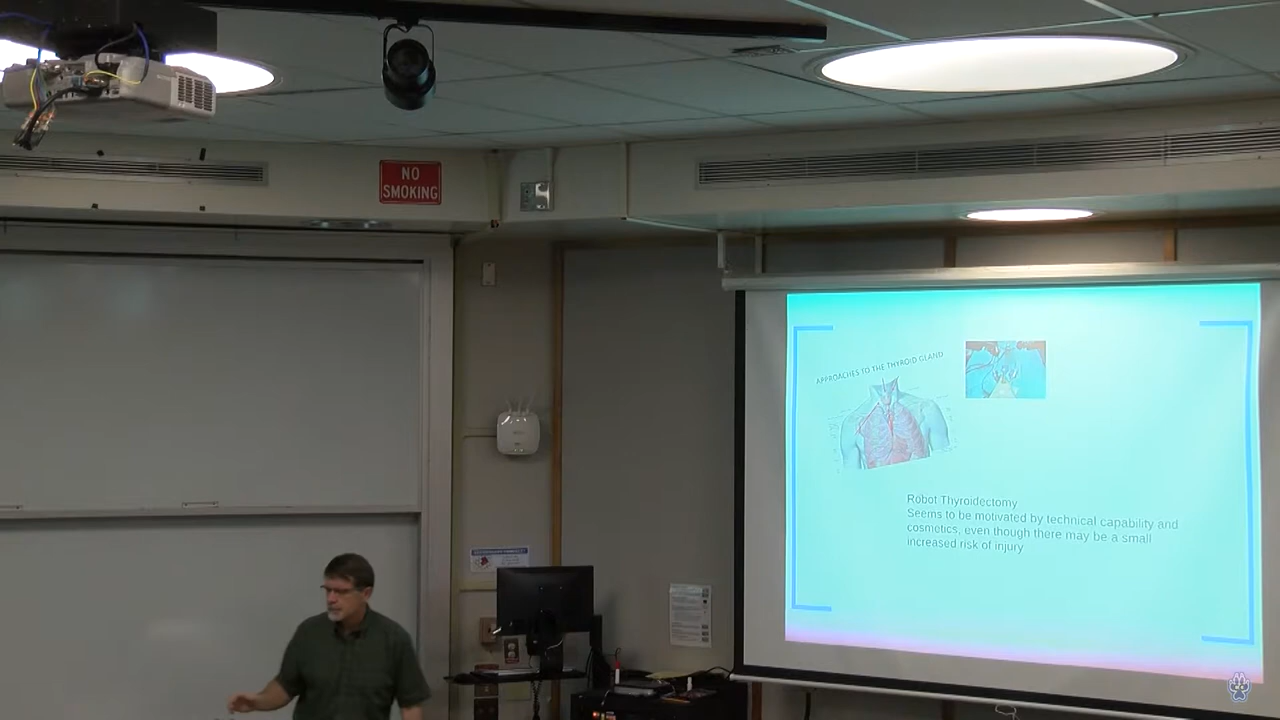 NO
SMOKING
APPROACHES TO THE THYROID GLAND
Robot Thyroidectomy
Seems to be motivated by technical capability and
cosmetics, even though there may be a small
increased risk of injury